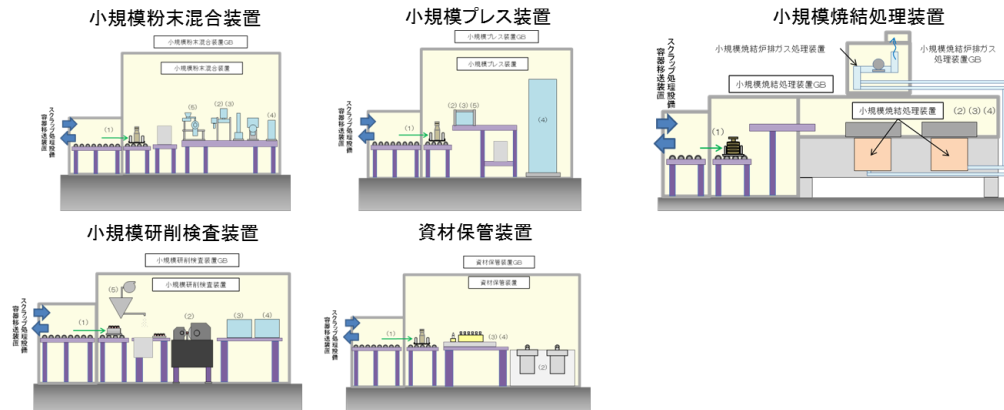 小規模粉末混合装置
小規模粉末混合装置GB
小規模粉末混合装置
スクラップ処理設備
容器移送装置
(1)
(5)
(2)(3)
(4)
小規模プレス装置
小規模プレス装置GB
小規模プレス装置
スクラップ処理設備
容器移送装置
(1)
(2)(3)(5)
(4)
小規模焼結処理装置
小規模焼結炉排ガス処理装置
小規模焼結炉排ガス
処理装置GB
小規模焼結処理装置GB
小規模焼結処理装置
(2)(3)(4)
スクラップ処理設備
容器移送装置
(1)
小規模研削検査装置
小規模研削検査装置GB
小規模研削検査装置
スクラップ処理設備
容器移送装置
(1)
(5)
(2)
(3)
(4)
資材保管装置
資材保管装置GB
資材保管装置
スクラップ処理設備
容器移送装置
(1)
(3)(4)
(2)